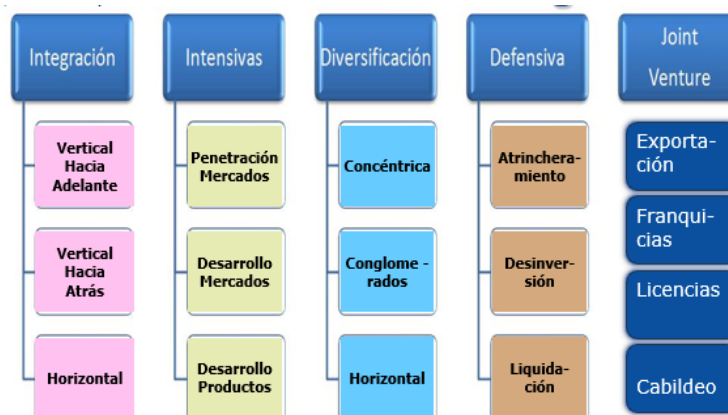 Integración
Vertical
Hacia
Adelante
Vertical
Hacia
Atrás
Horizontal
Intensivas
Penetración
Mercados
Desarrollo
Mercados
Desarrollo
Productos
Diversificación
Concéntrica
Conglome -
rados
Horizontal
Defensiva
Atrinchera-
miento
Desinver-
sión
Liquida-
ción
Joint
Venture
Exporta-
ción
Franqui-
cias
Licencias
Cabildeo